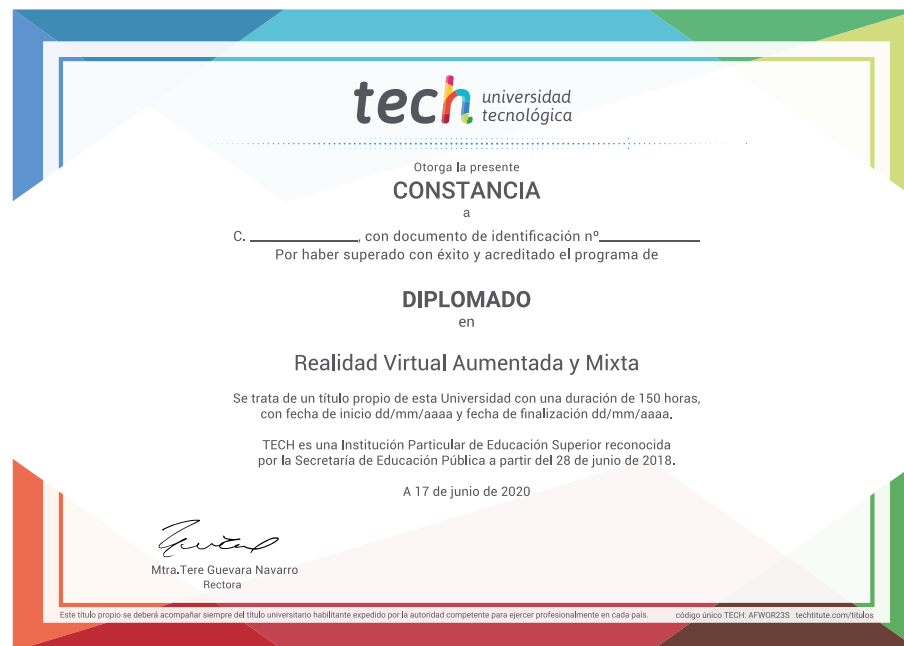 tech universidad
tecnológica
Otorga la presente
CONSTANCIA
a
C. ____________, con documento de identificación nº____________
Por haber superado con éxito y acreditado el programa de
DIPLOMADO
en
Realidad Virtual Aumentada y Mixta
Se trata de un título propio de esta Universidad con una duración de 150 horas,
con fecha de inicio dd/mm/aaaa y fecha de finalización dd/mm/aaaa.
TECH es una Institución Particular de Educación Superior reconocida
por la Secretaría de Educación Pública a partir del 28 de junio de 2018.
A 17 de junio de 2020
Mtra.Tere Guevara Navarro
Rectora
Este título propio se deberá acompañar siempre del título universitario habilitante expedido por la autoridad competente para ejercer profesionalmente en cada país. código único TECH: AFWOR23S techtitute.com/titulos